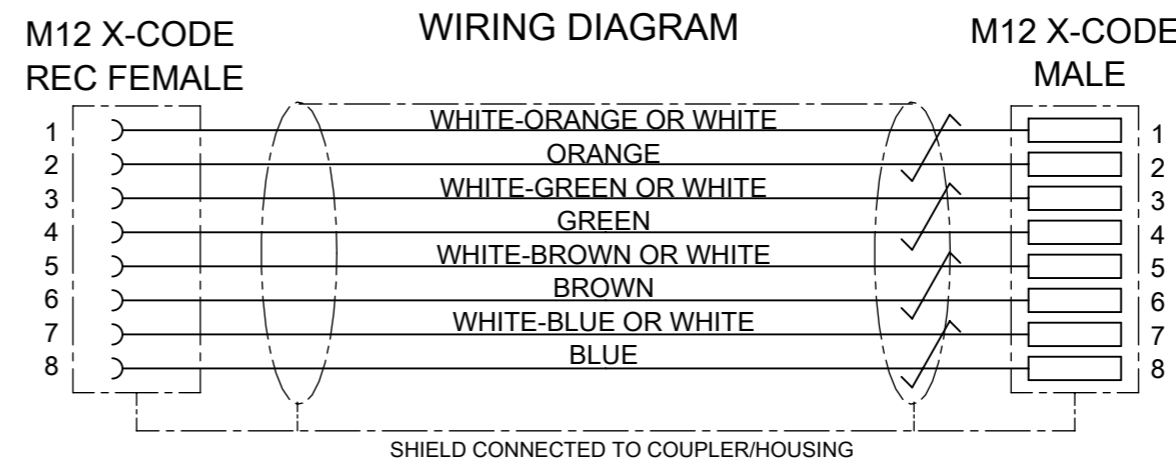 WIRING DIAGRAM
M12 X-CODE
REC FEMALE
M12 X-CODE
MALE
1 WHITE-ORANGE OR WHITE 1
2 ORANGE 2
3 WHITE-GREEN OR WHITE 3
4 GREEN 4
5 WHITE-BROWN OR WHITE 5
6 BROWN 6
7 WHITE-BLUE OR WHITE 7
8 BLUE 8
SHIELD CONNECTED TO COUPLER/HOUSING